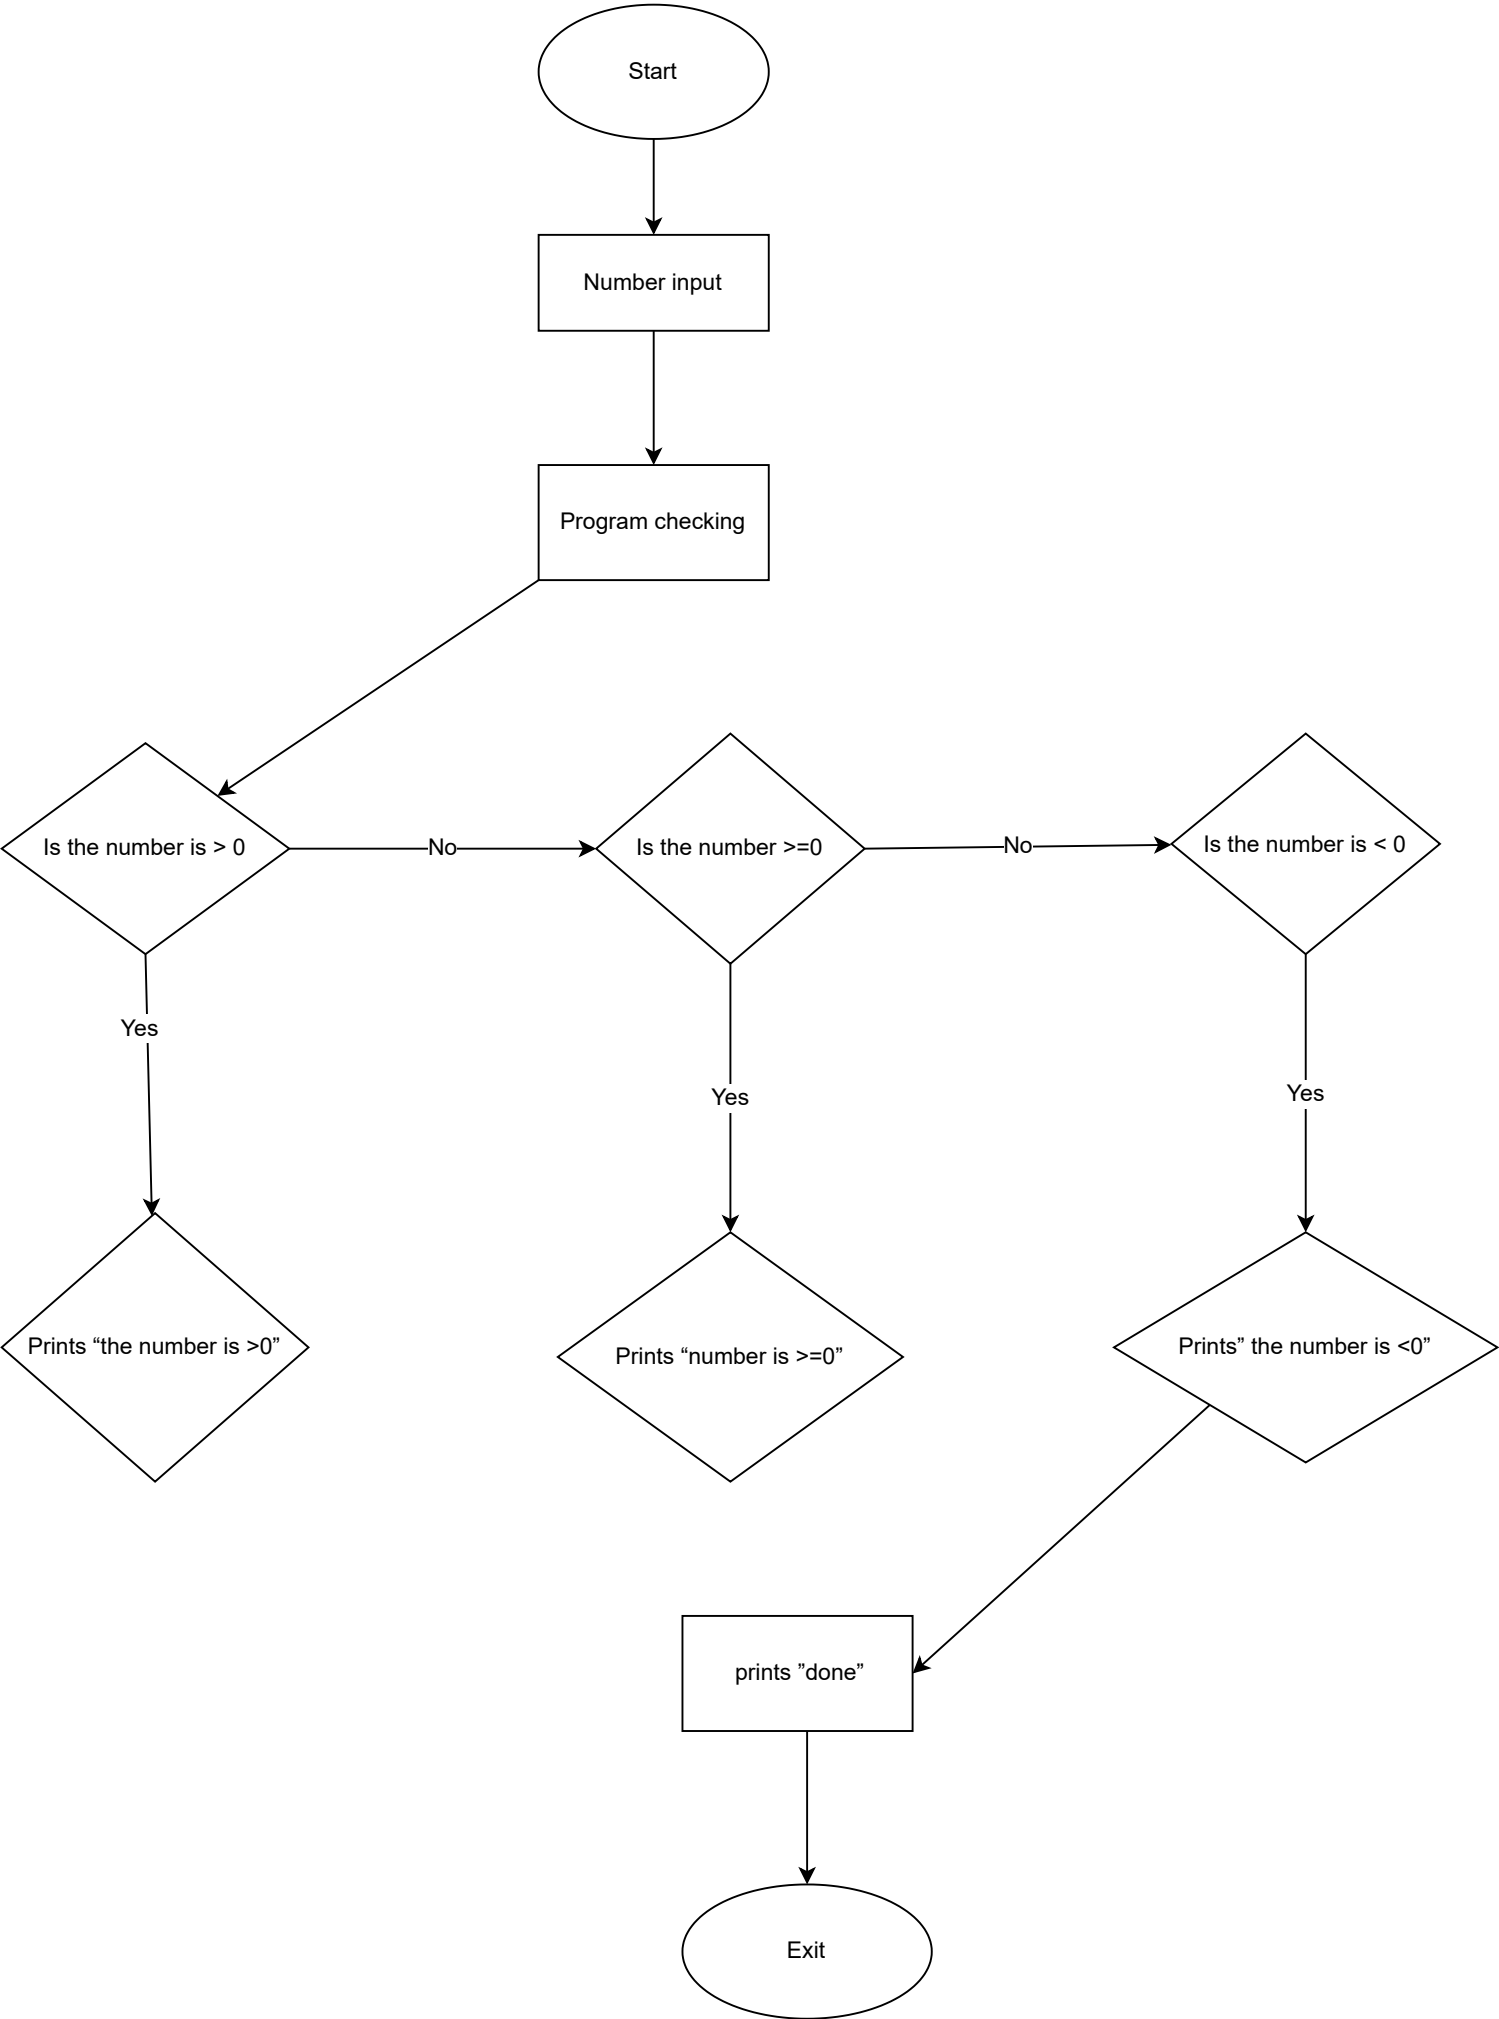 Start
Number input
Program checking
Is the number is > 0
No
Is the number >=0
No
Is the number is < 0
Yes
Yes
Yes
Prints “the number is >0”
Prints “number is >=0”
Prints” the number is <0”
prints ”done”
Exit